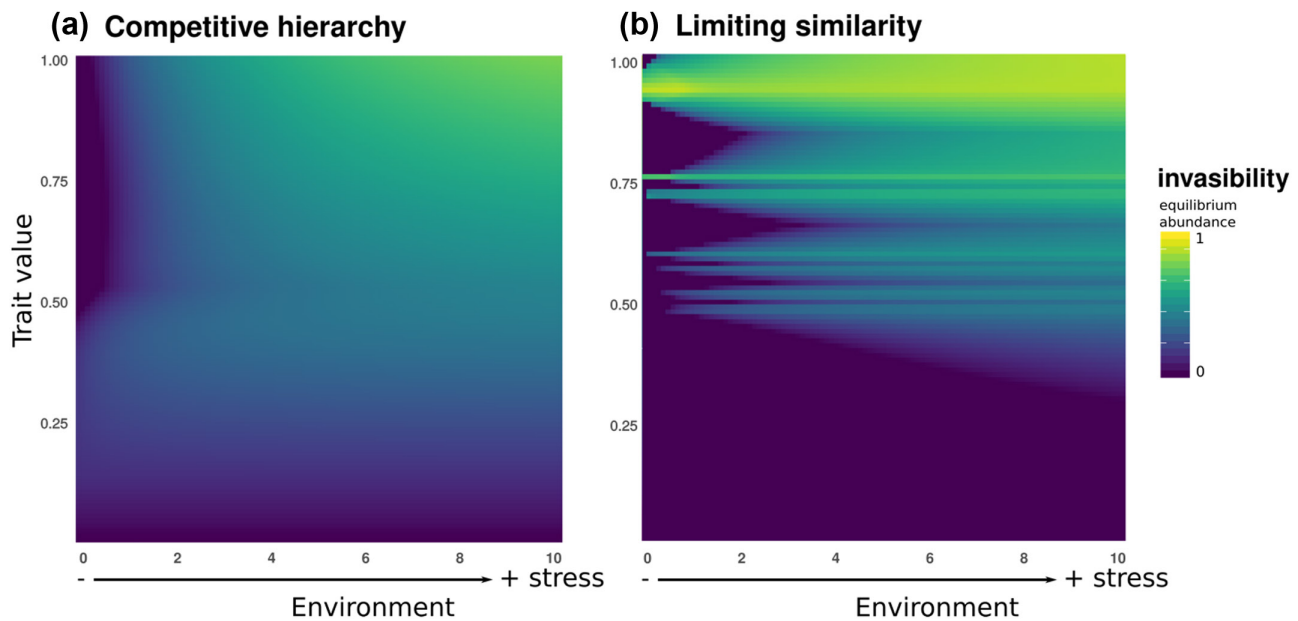 (a) Competitive hierarchy
(b) Limiting similarity
1.00
0.75
0.50
0.25
Trait value
0 2 4 6 8 10
- + stress
Environment
1.00
0.75
0.50
0.25
0 2 4 6 8 10
- + stress
Environment
invasibility
equilibrium
abundance
1
0